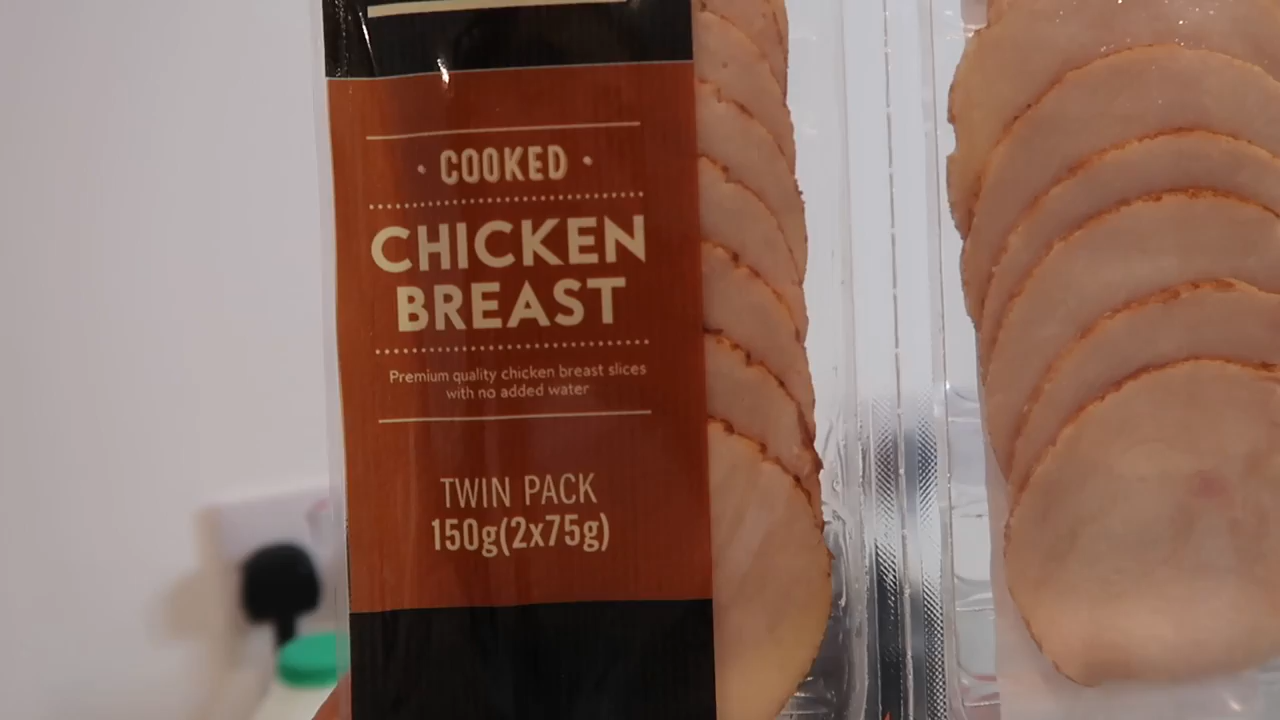 · COOKED ·
CHICKEN
BREAST
Premium quality chicken breast slices
with no added water
TWIN PACK
150g(2x75g)